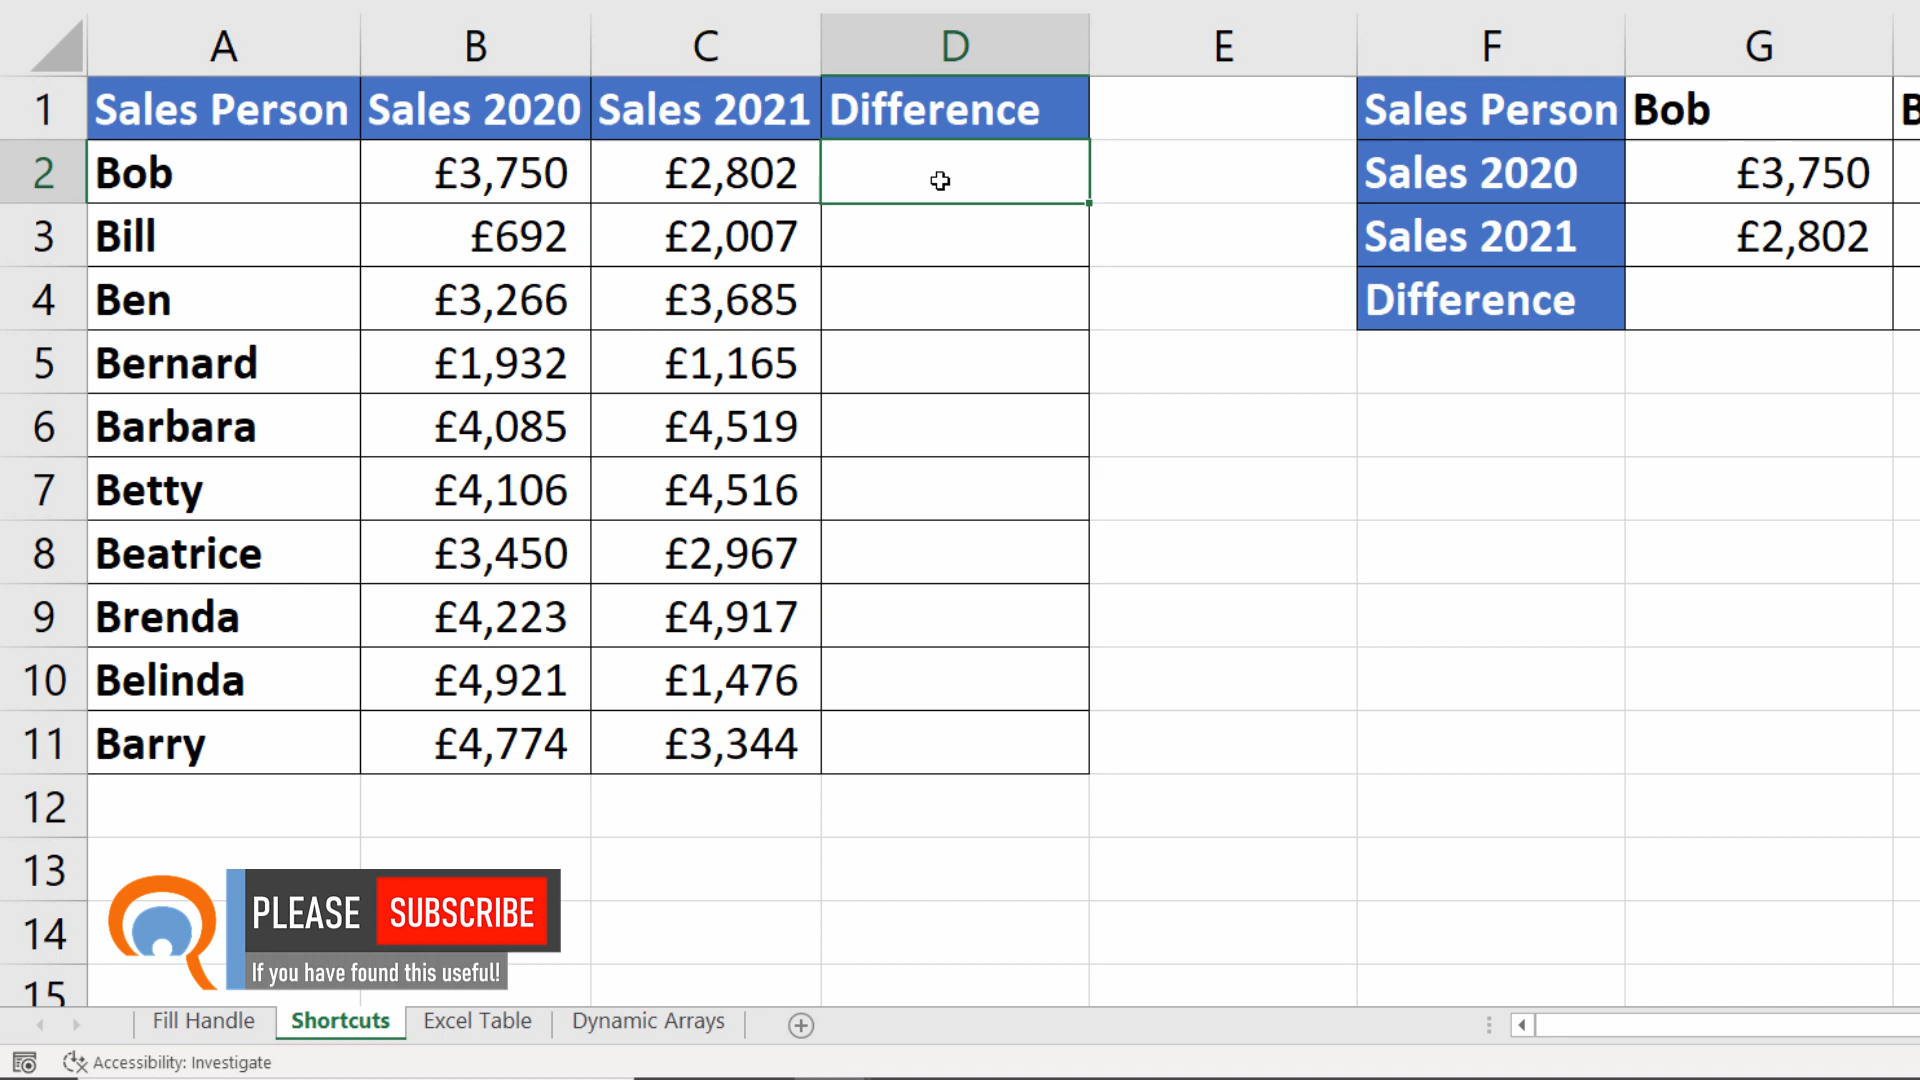 A B C D E F G
1 Sales Person Sales 2020 Sales 2021 Difference Sales Person Bob B
2 Bob £3,750 £2,802 Sales 2020 £3,750
3 Bill £692 £2,007 Sales 2021 £2,802
4 Ben £3,266 £3,685 Difference
5 Bernard £1,932 £1,165
6 Barbara £4,085 £4,519
7 Betty £4,106 £4,516
8 Beatrice £3,450 £2,967
9 Brenda £4,223 £4,917
10 Belinda £4,921 £1,476
11 Barry £4,774 £3,344
12
13
PLEASE SUBSCRIBE
14
If you have found this useful!
15
Fill Handle Shortcuts Excel Table Dynamic Arrays
Accessibility: Investigate